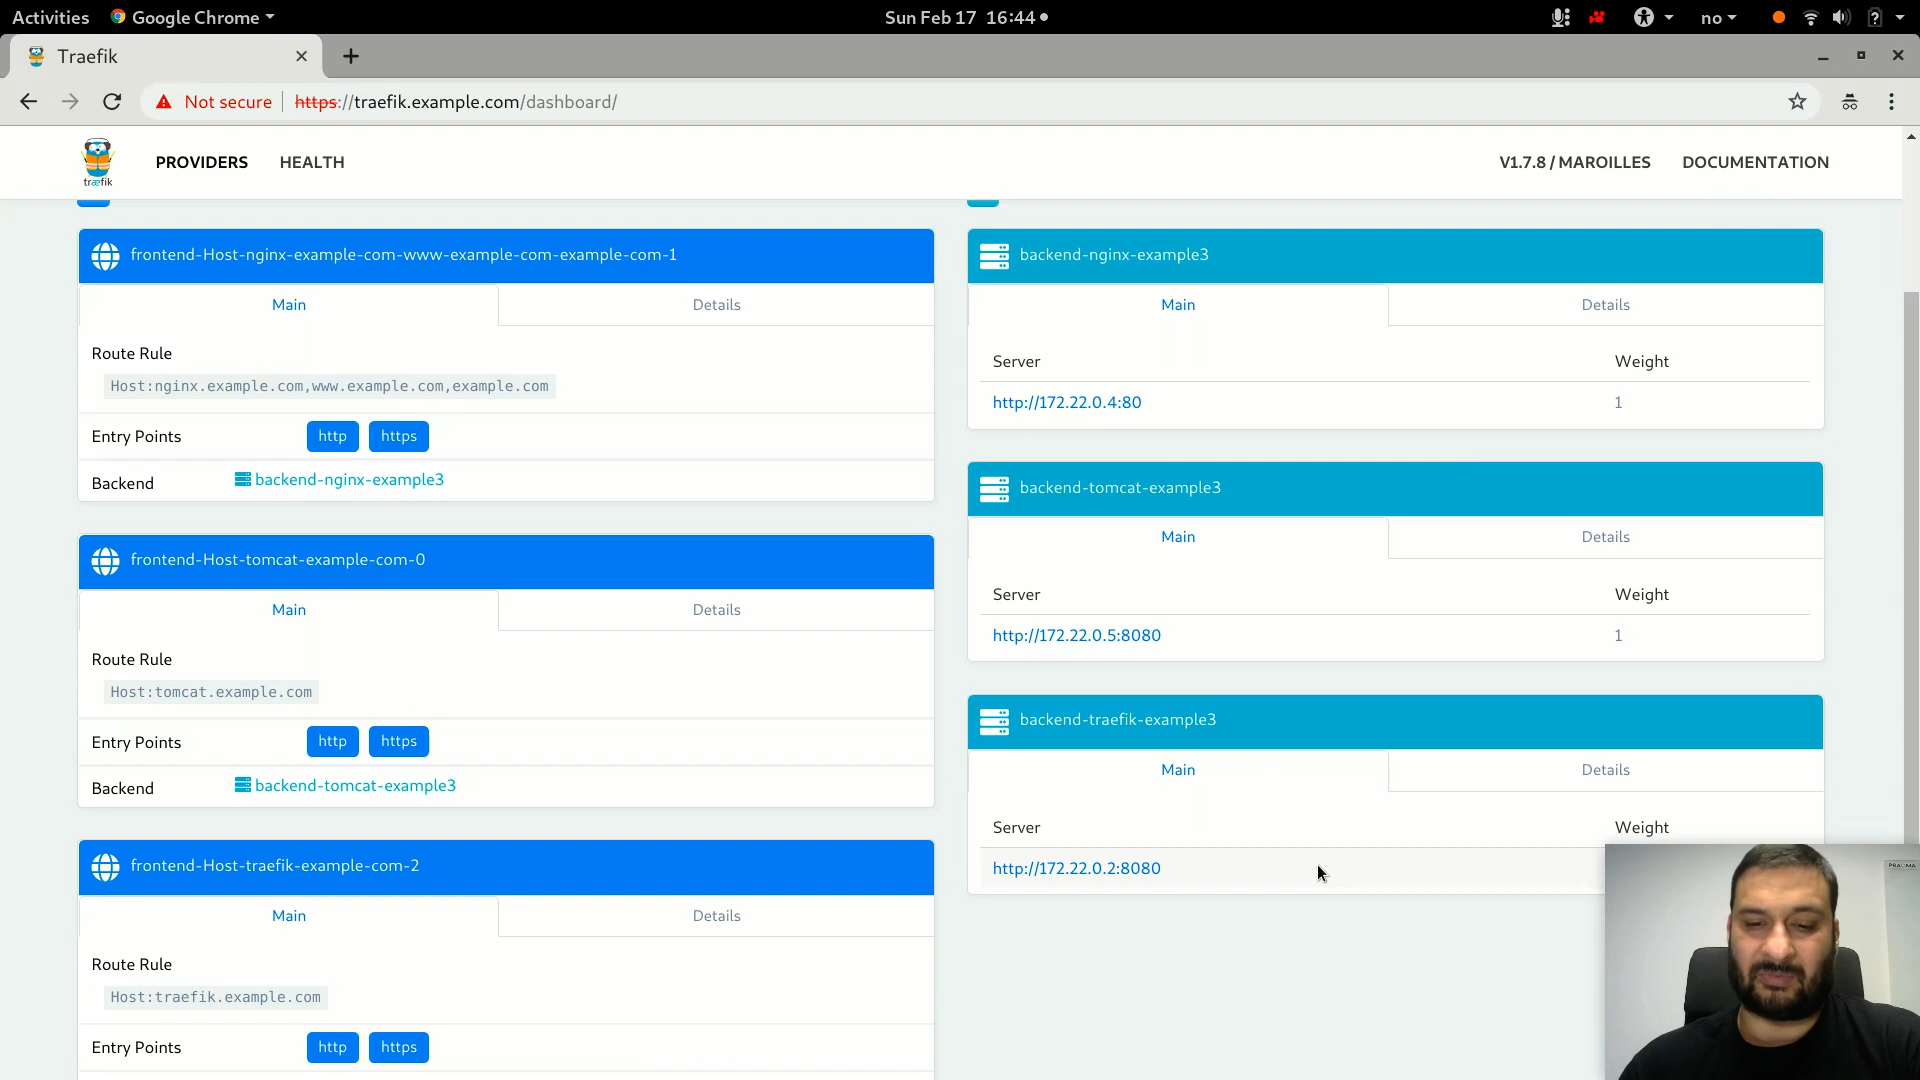 Activities Google Chrome Sun Feb 17 16:44 no
Traefik
Not secure https://traefik.example.com/dashboard/
træfik PROVIDERS HEALTH V1.7.8 / MAROILLES DOCUMENTATION
frontend-Host-nginx-example-com-www-example-com-example-com-1
Main Details
Route Rule
Host:nginx.example.com,www.example.com,example.com
Entry Points http https
Backend backend-nginx-example3
frontend-Host-tomcat-example-com-0
Main Details
Route Rule
Host:tomcat.example.com
Entry Points http https
Backend backend-tomcat-example3
frontend-Host-traefik-example-com-2
Main Details
Route Rule
Host:traefik.example.com
Entry Points http https
backend-nginx-example3
Main Details
Server Weight
http://172.22.0.4:80 1
backend-tomcat-example3
Main Details
Server Weight
http://172.22.0.5:8080 1
backend-traefik-example3
Main Details
Server Weight
http://172.22.0.2:8080